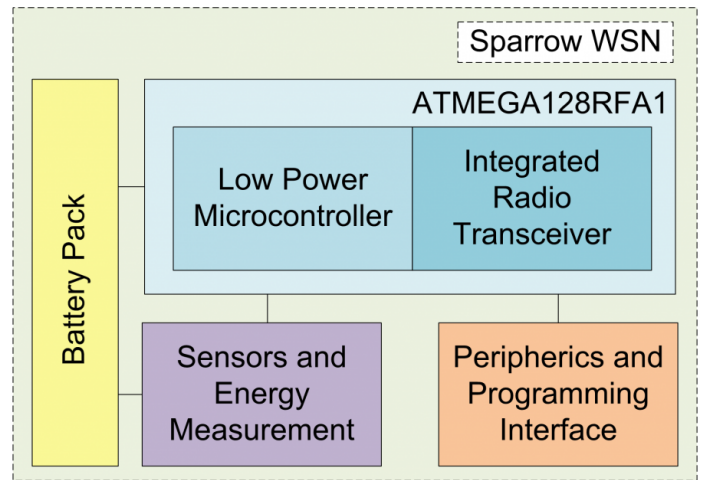 Sparrow WSN
ATMEGA128RFA1
Battery Pack
Low Power
Microcontroller
Integrated
Radio
Transceiver
Sensors and
Energy
Measurement
Peripherics and
Programming
Interface